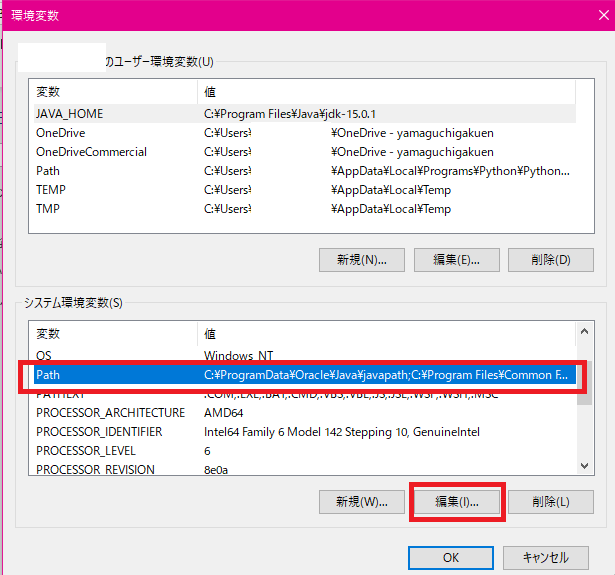 環境変数
のユーザー環境変数(U)
変数 値
JAVA_HOME C:¥Program Files¥Java¥jdk-15.0.1
OneDrive C:¥Users¥ ¥OneDrive - yamaguchigakuen
OneDriveCommercial C:¥Users¥ ¥OneDrive - yamaguchigakuen
Path C:¥Users¥ ¥AppData¥Local¥Programs¥Python¥Python...
TEMP C:¥Users¥ ¥AppData¥Local¥Temp
TMP C:¥Users¥ ¥AppData¥Local¥Temp
新規(N)... 編集(E)... 削除(D)
システム環境変数(S)
変数 値
OS Windows_NT
Path C:¥ProgramData¥Oracle¥Java¥javapath;C:¥Program Files¥Common F...
PATHEXT .COM;.EXE;.BAT;.CMD;.VBS;.VBE;.JS;.JSE;.WSF;.WSH;.MSC
PROCESSOR_ARCHITECTURE AMD64
PROCESSOR_IDENTIFIER Intel64 Family 6 Model 142 Stepping 10, GenuineIntel
PROCESSOR_LEVEL 6
PROCESSOR_REVISION 8e0a
新規(W)... 編集(I)... 削除(L)
OK キャンセル